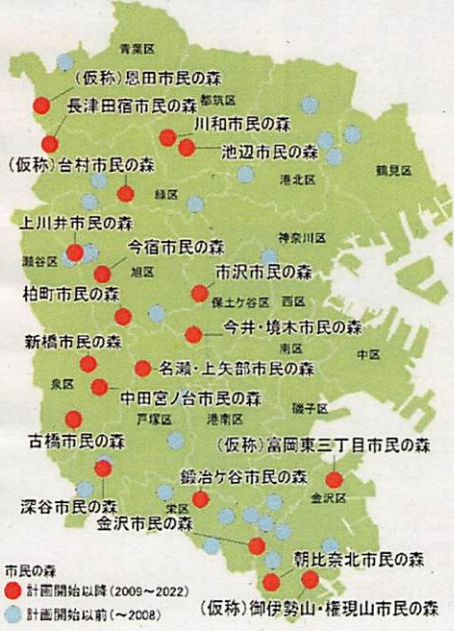 青葉区
(仮称)恩田市民の森
長津田宿市民の森
都筑区
川和市民の森
池辺市民の森
鶴見区
(仮称)台村市民の森
港北区
緑区
上川井市民の森
神奈川区
今宿市民の森
瀬谷区
旭区
市沢市民の森
柏町市民の森
保土ケ谷区
西区
今井・境木市民の森
新橋市民の森
南区
中区
名瀬・上矢部市民の森
泉区
中田宮ノ台市民の森
磯子区
戸塚区
港南区
古橋市民の森
(仮称)富岡東三丁目市民の森
鍛冶ケ谷市民の森
金沢区
深谷市民の森
栄区
金沢市民の森
朝比奈北市民の森
(仮称)御伊勢山・権現山市民の森
市民の森
計画開始以降(2009~2022)
計画開始以前(~2008)